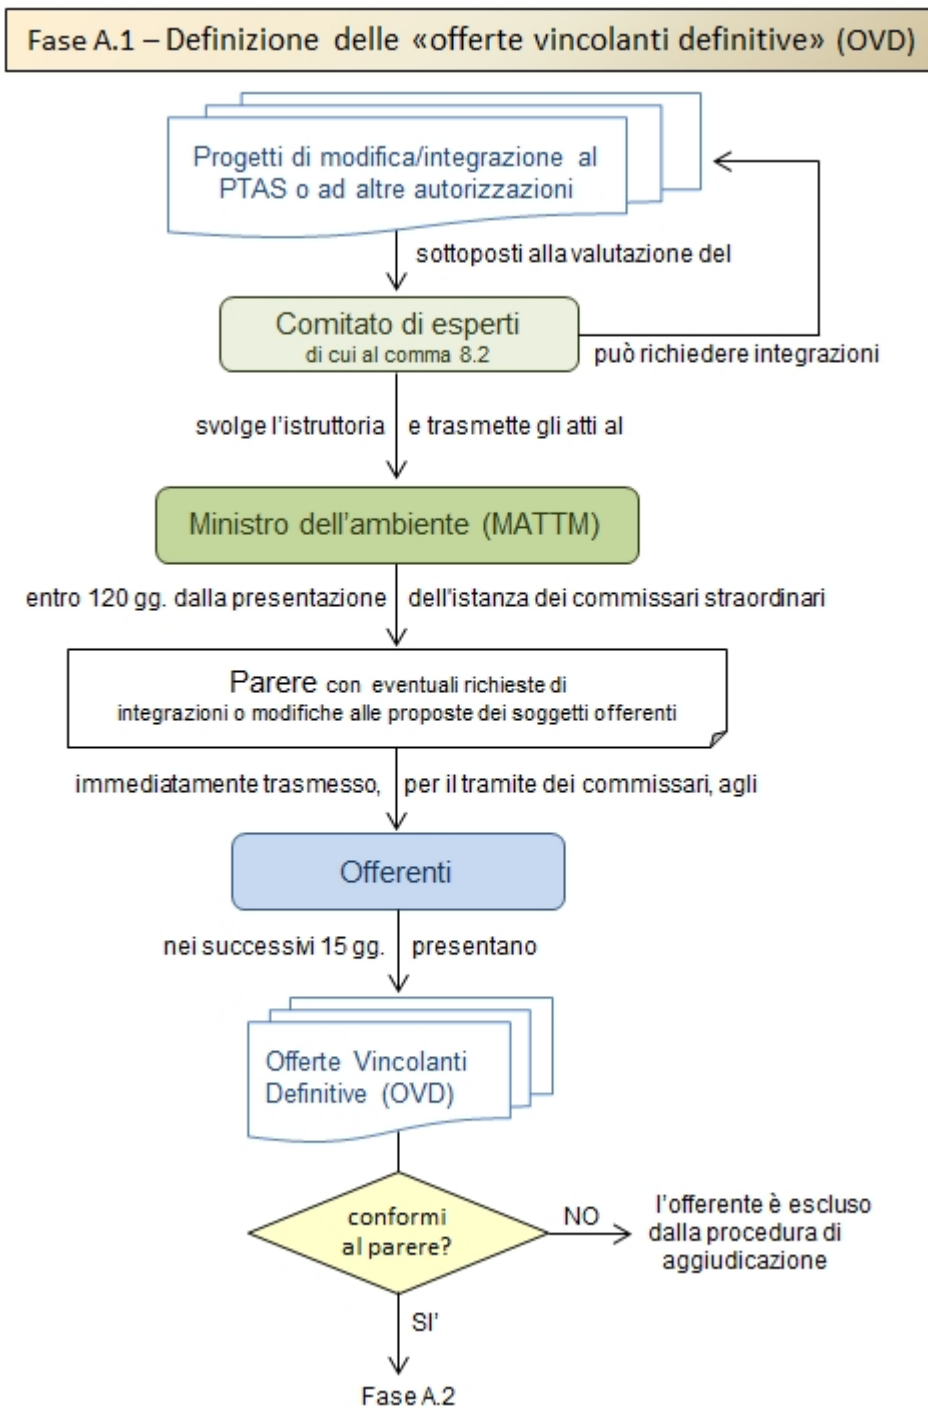 Fase A.1 – Definizione delle «offerte vincolanti definitive» (OVD)
Progetti di modifica/integrazione al
PTAS o ad altre autorizzazioni
sottoposti alla valutazione del
Comitato di esperti
di cui al comma 8.2
può richiedere integrazioni
svolge l'istruttoria e trasmette gli atti al
Ministro dell'ambiente (MATTM)
entro 120 gg. dalla presentazione dell'istanza dei commissari straordinari
Parere con eventuali richieste di
integrazioni o modifiche alle proposte dei soggetti offerenti
immediatamente trasmesso, per il tramite dei commissari, agli
Offerenti
nei successivi 15 gg. presentano
Offerte Vincolanti
Definitive (OVD)
conformi
al parere?
NO
l'offerente è escluso
dalla procedura di
aggiudicazione
SI'
Fase A.2